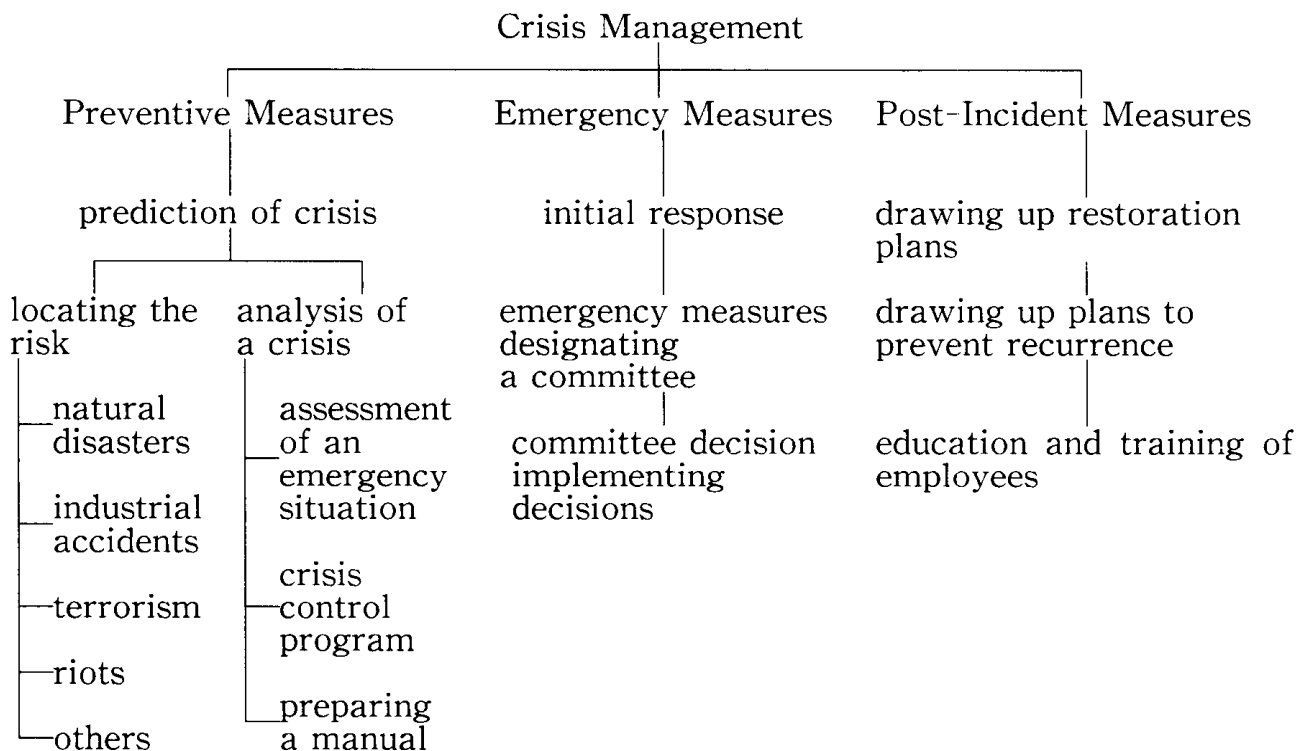 Crisis Management
Preventive Measures
Emergency Measures
Post-Incident Measures
prediction of crisis
initial response
drawing up restoration
plans
locating the
risk
analysis of
a crisis
emergency measures
designating
a committee
drawing up plans to
prevent recurrence
natural
disasters
industrial
accidents
terrorism
riots
others
assessment
of an
emergency
situation
crisis
control
program
preparing
a manual
committee decision
implementing
decisions
education and training of
employees